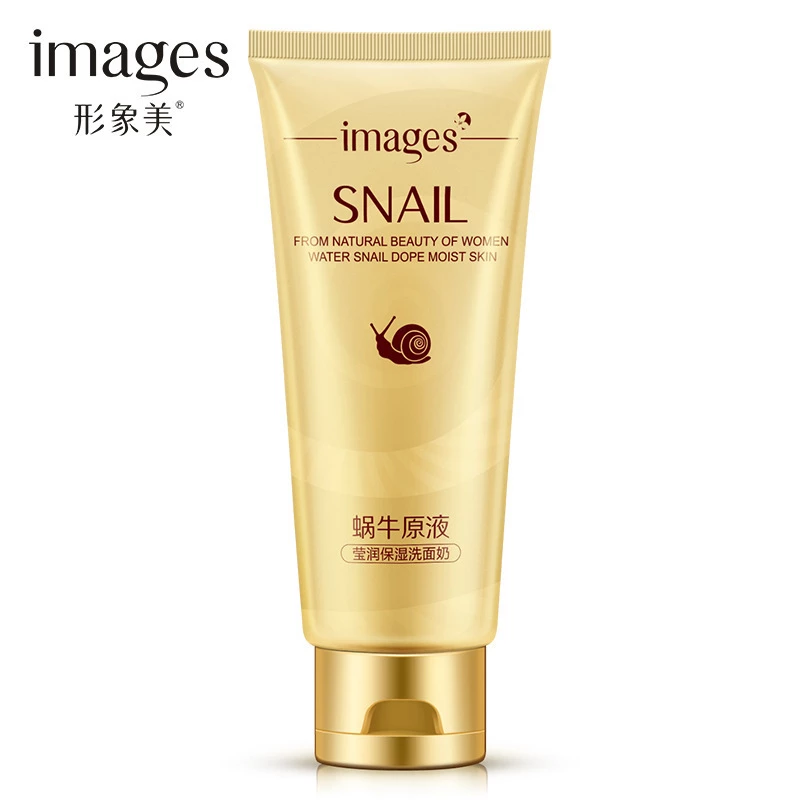 images
形象美®
images
SNAIL
FROM NATURAL BEAUTY OF WOMEN
WATER SNAIL DOPE MOIST SKIN
蜗牛原液
莹润保湿洗面奶